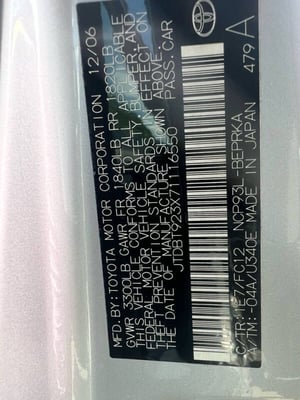 MFD. BY: TOYOTA MOTOR CORPORATION 12/06
GVWR 3300LB GAWR FR 1840LB RR 1820LB
THIS VEHICLE CONFORMS TO ALL APPLICABLE
FEDERAL MOTOR VEHICLE SAFETY, BUMPER, AND
THEFT PREVENTION STANDARDS IN EFFECT ON
THE DATE OF MANUFACTURE SHOWN ABOVE.
JTDBT923X71116550 PASS. CAR
C/TR: 1E7/FC12 NCP93L-BEPRKA
A/TM: -04A/U340E MADE IN JAPAN 479 A
TOYOTA